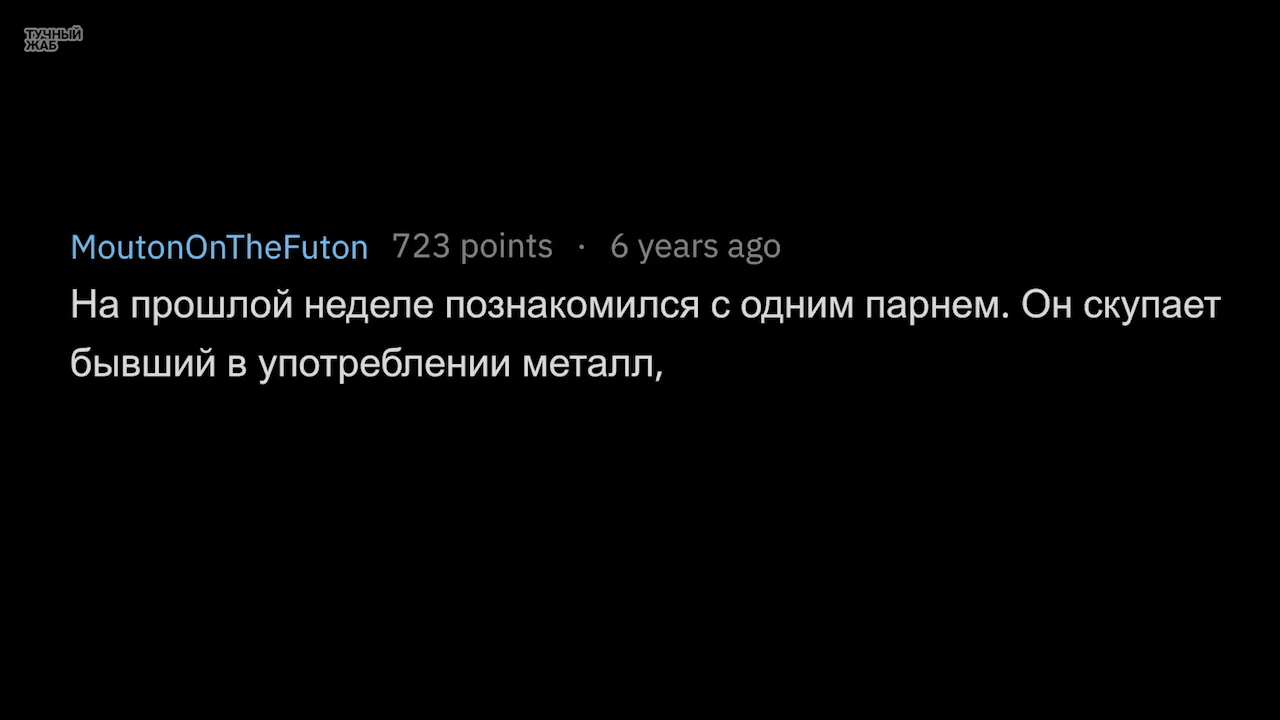 ТУЧНЫЙ
ЖАБ
MoutonOnTheFuton 723 points · 6 years ago
На прошлой неделе познакомился с одним парнем. Он скупает
бывший в употреблении металл,